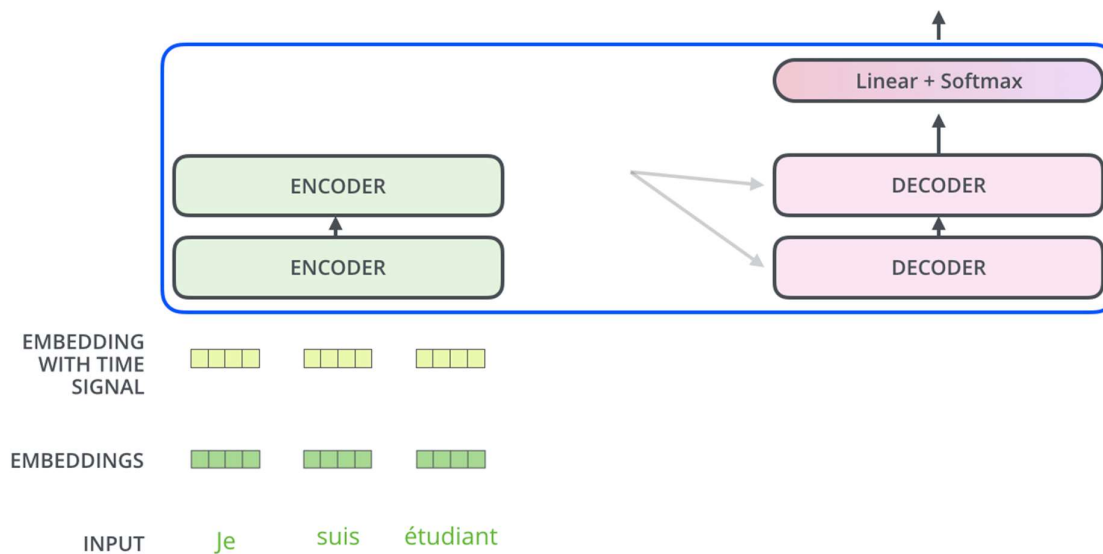 Linear + Softmax
ENCODER
DECODER
ENCODER
DECODER
EMBEDDING
WITH TIME
SIGNAL
EMBEDDINGS
INPUT
Je
suis
étudiant